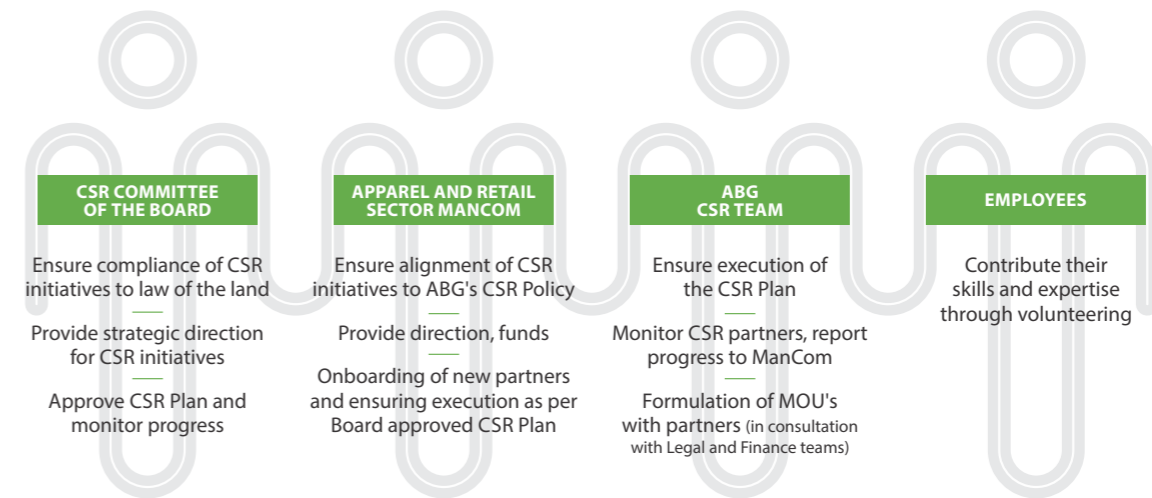 CSR COMMITTEE
OF THE BOARD
Ensure compliance of CSR
initiatives to law of the land
Provide strategic direction
for CSR initiatives
Approve CSR Plan and
monitor progress
APPAREL AND RETAIL
SECTOR MANCOM
Ensure alignment of CSR
initiatives to ABG's CSR Policy
Provide direction, funds
Onboarding of new partners
and ensuring execution as per
Board approved CSR Plan
ABG
CSR TEAM
Ensure execution of
the CSR Plan
Monitor CSR partners, report
progress to ManCom
Formulation of MOU's
with partners (in consultation
with Legal and Finance teams)
EMPLOYEES
Contribute their
skills and expertise
through volunteering